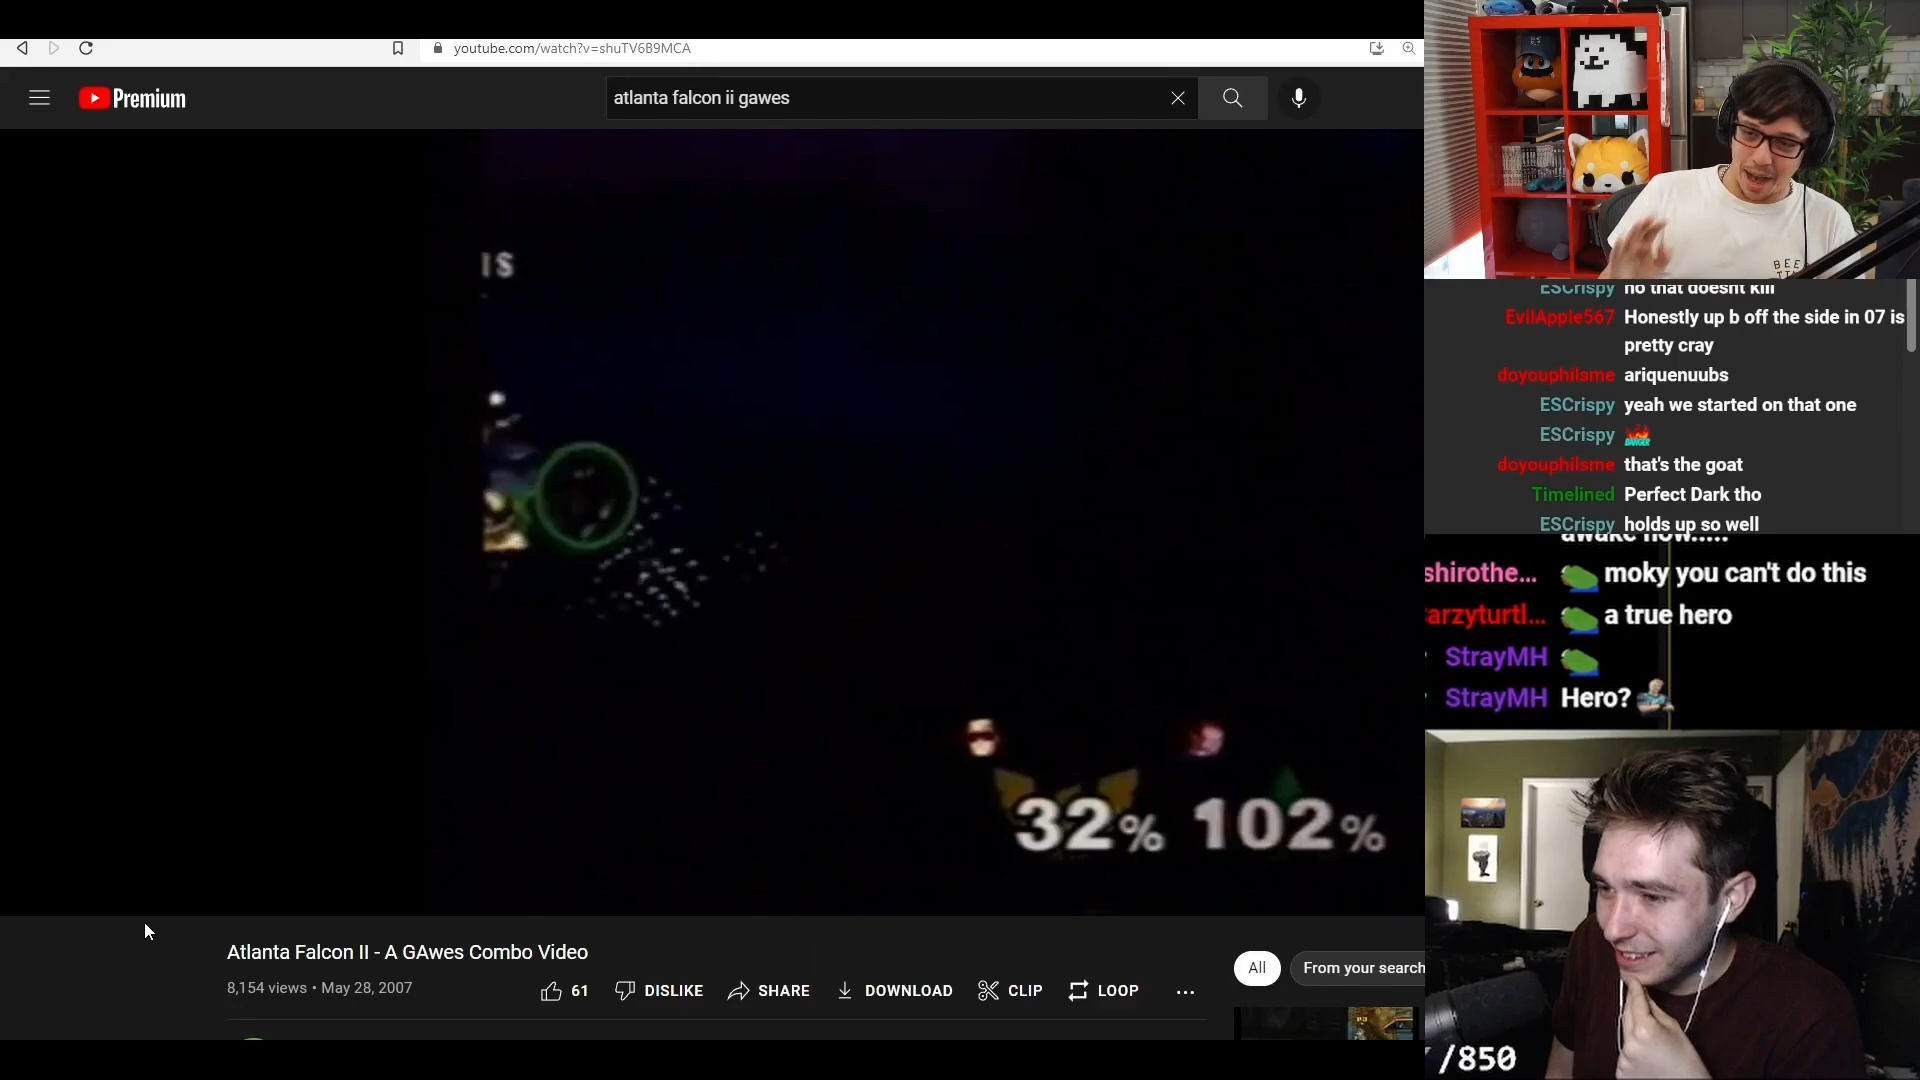 youtube.com/watch?v=shuTV6B9MCA
Premium
atlanta falcon ii gawes
IS
32% 102%
Atlanta Falcon II - A GAwes Combo Video
8,154 views • May 28, 2007
61
DISLIKE
SHARE
DOWNLOAD
CLIP
LOOP
All
From your search
BEE
ESCrispy no that doesnt kill
EvilApple567 Honestly up b off the side in 07 is
pretty cray
doyouphilsme ariquenuubs
ESCrispy yeah we started on that one
ESCrispy
doyouphilsme that's the goat
Timelined Perfect Dark tho
ESCrispy holds up so well
awake now.....
shirothe... moky you can't do this
arzyturtl... a true hero
StrayMH
StrayMH Hero?
/850